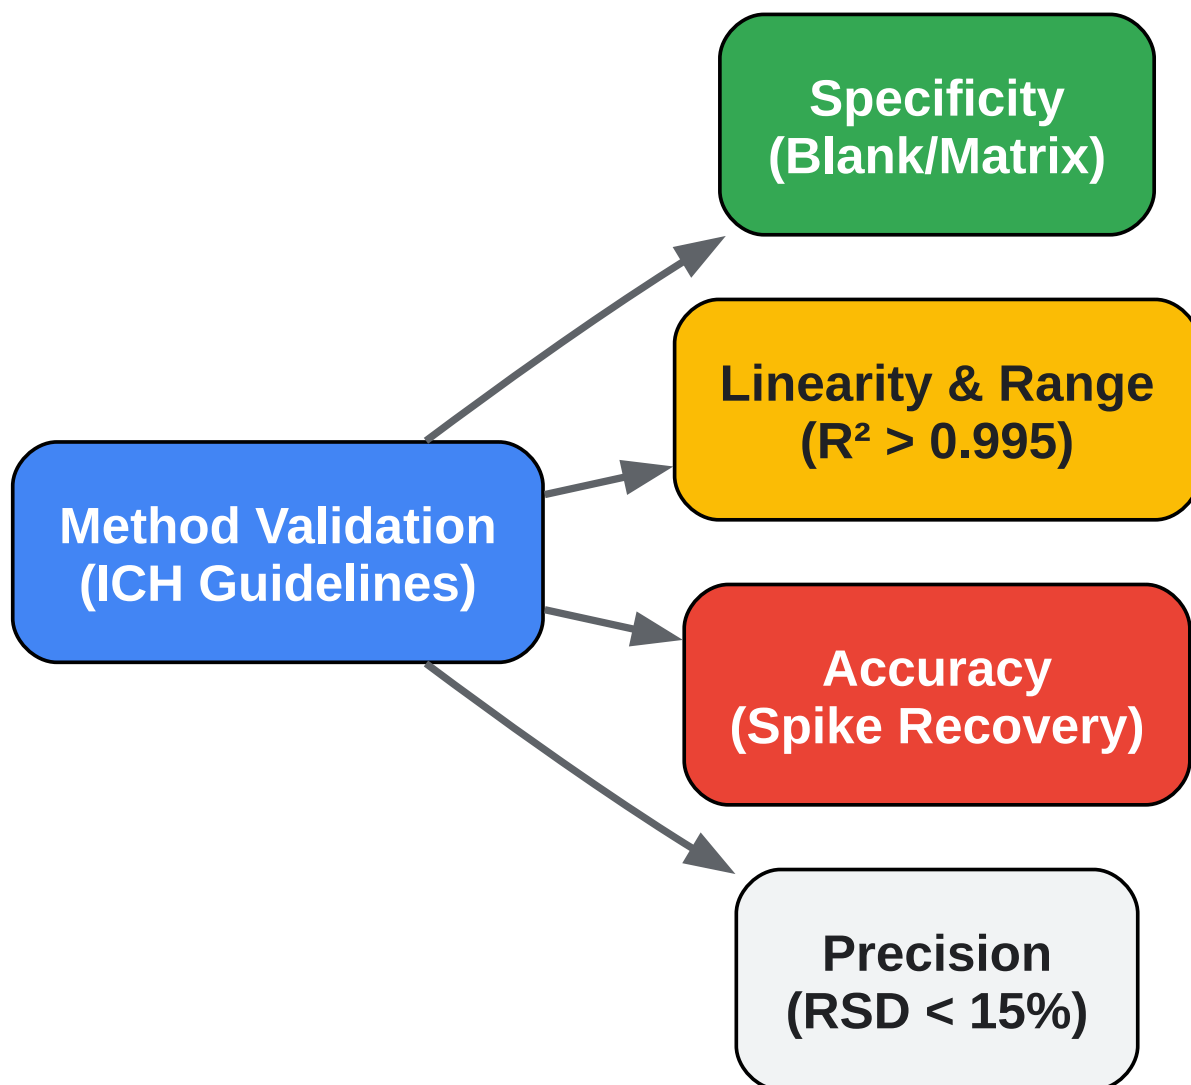 Specificity
(Blank/Matrix)
Linearity & Range
(R² > 0.995)
Method Validation
(ICH Guidelines)
Accuracy
(Spike Recovery)
Precision
(RSD < 15%)